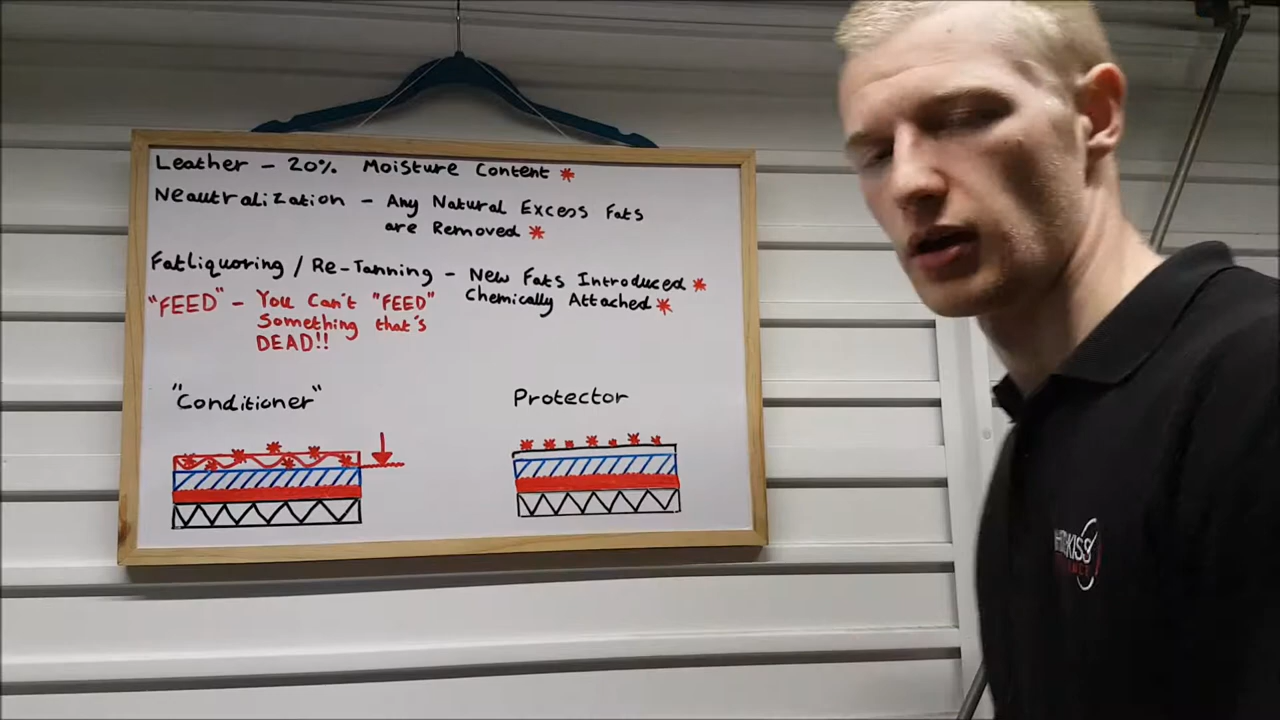 Leather - 20% Moisture Content *
Neautralization - Any Natural Excess Fats
are Removed *
Fatliquoring / Re-Tanning - New Fats Introduced *
Chemically Attached *
"FEED" - You Can't "FEED"
Something that's
DEAD!!
"Conditioner"
Protector